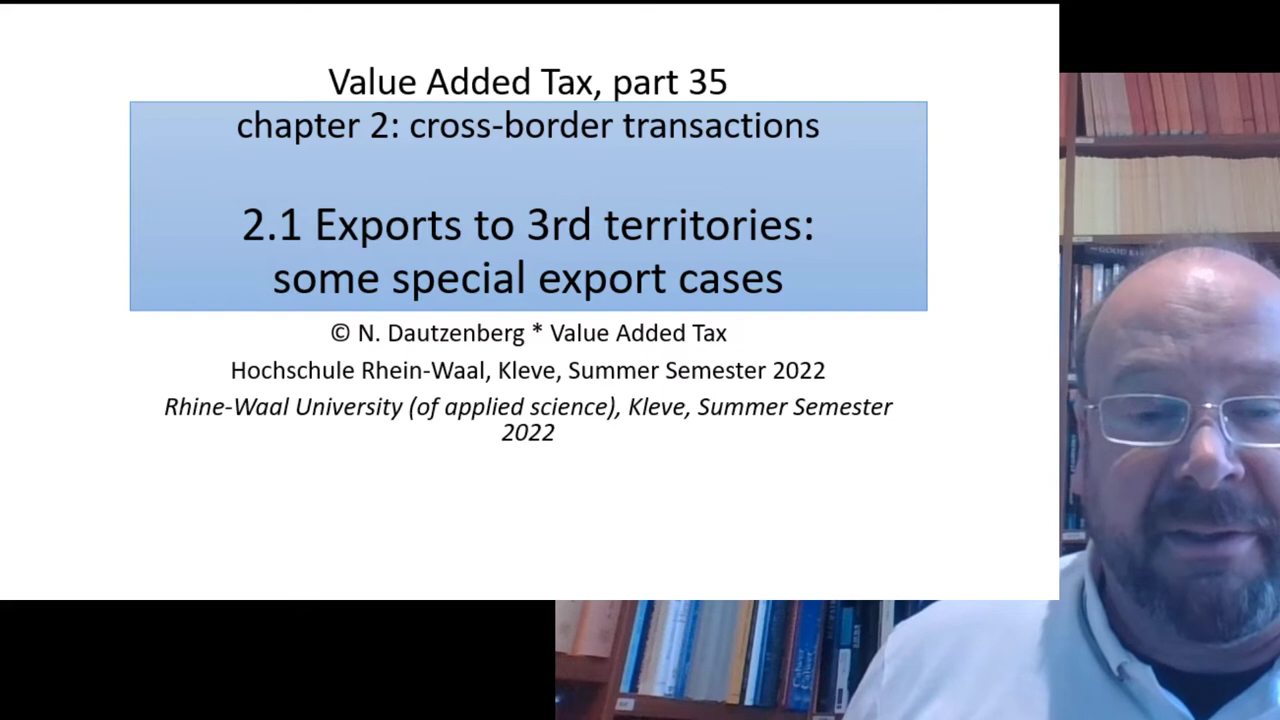 Value Added Tax, part 35
chapter 2: cross-border transactions
2.1 Exports to 3rd territories:
some special export cases
© N. Dautzenberg * Value Added Tax
Hochschule Rhein-Waal, Kleve, Summer Semester 2022
Rhine-Waal University (of applied science), Kleve, Summer Semester
2022